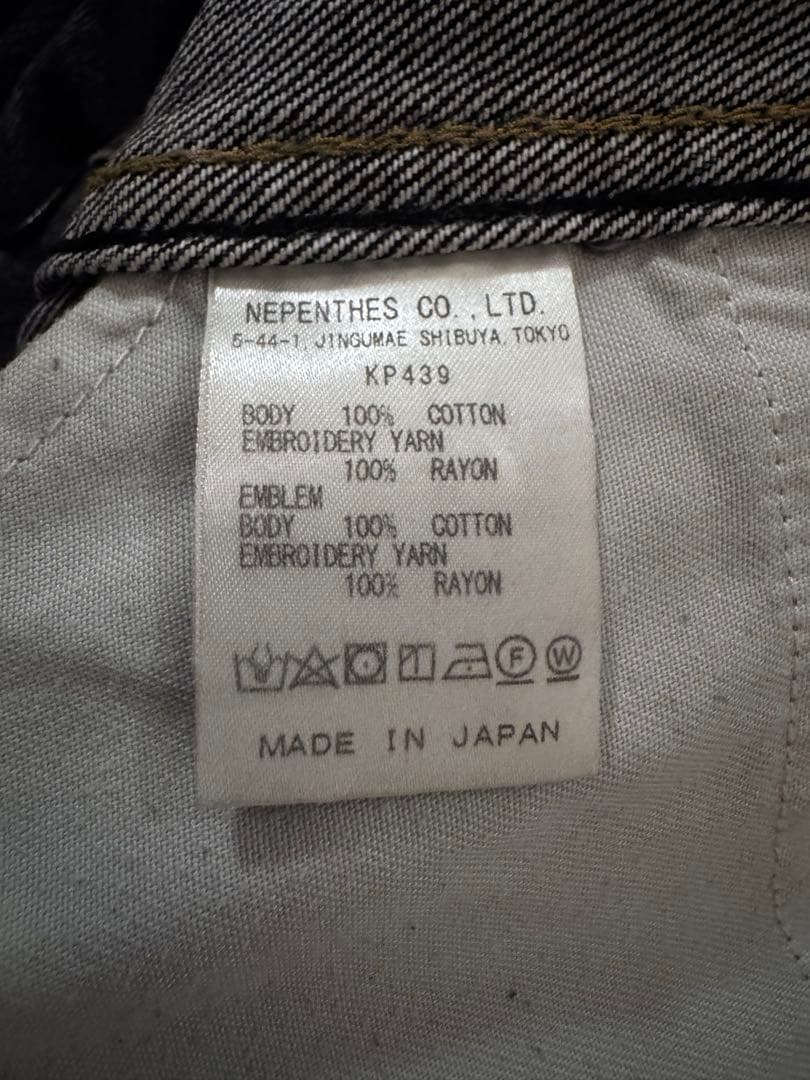 NEPENTHES CO.,LTD.
5-44-1,JINGUMAE SHIBUYA,TOKYO
KP439
BODY 100% COTTON
EMBROIDERY YARN
100% RAYON
EMBLEM
BODY 100% COTTON
EMBROIDERY YARN
100% RAYON
F W
MADE IN JAPAN